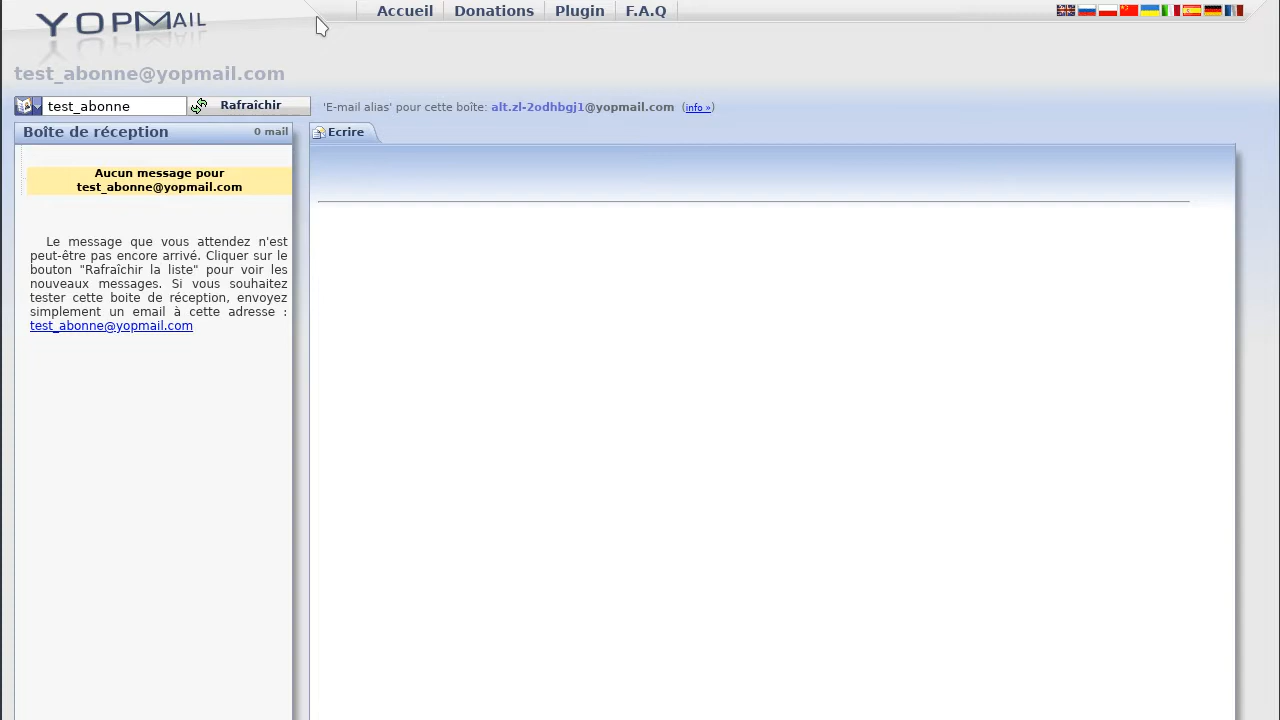 YOPMAIL
Accueil
Donations
Plugin
F.A.Q
test_abonne@yopmail.com
test_abonne
Rafraîchir
'E-mail alias' pour cette boîte: alt.zl-2odhbgj1@yopmail.com (info »)
Boîte de réception
0 mail
Ecrire
Aucun message pour
test_abonne@yopmail.com
Le message que vous attendez n'est
peut-être pas encore arrivé. Cliquer sur le
bouton "Rafraîchir la liste" pour voir les
nouveaux messages. Si vous souhaitez
tester cette boite de réception, envoyez
simplement un email à cette adresse :
test_abonne@yopmail.com